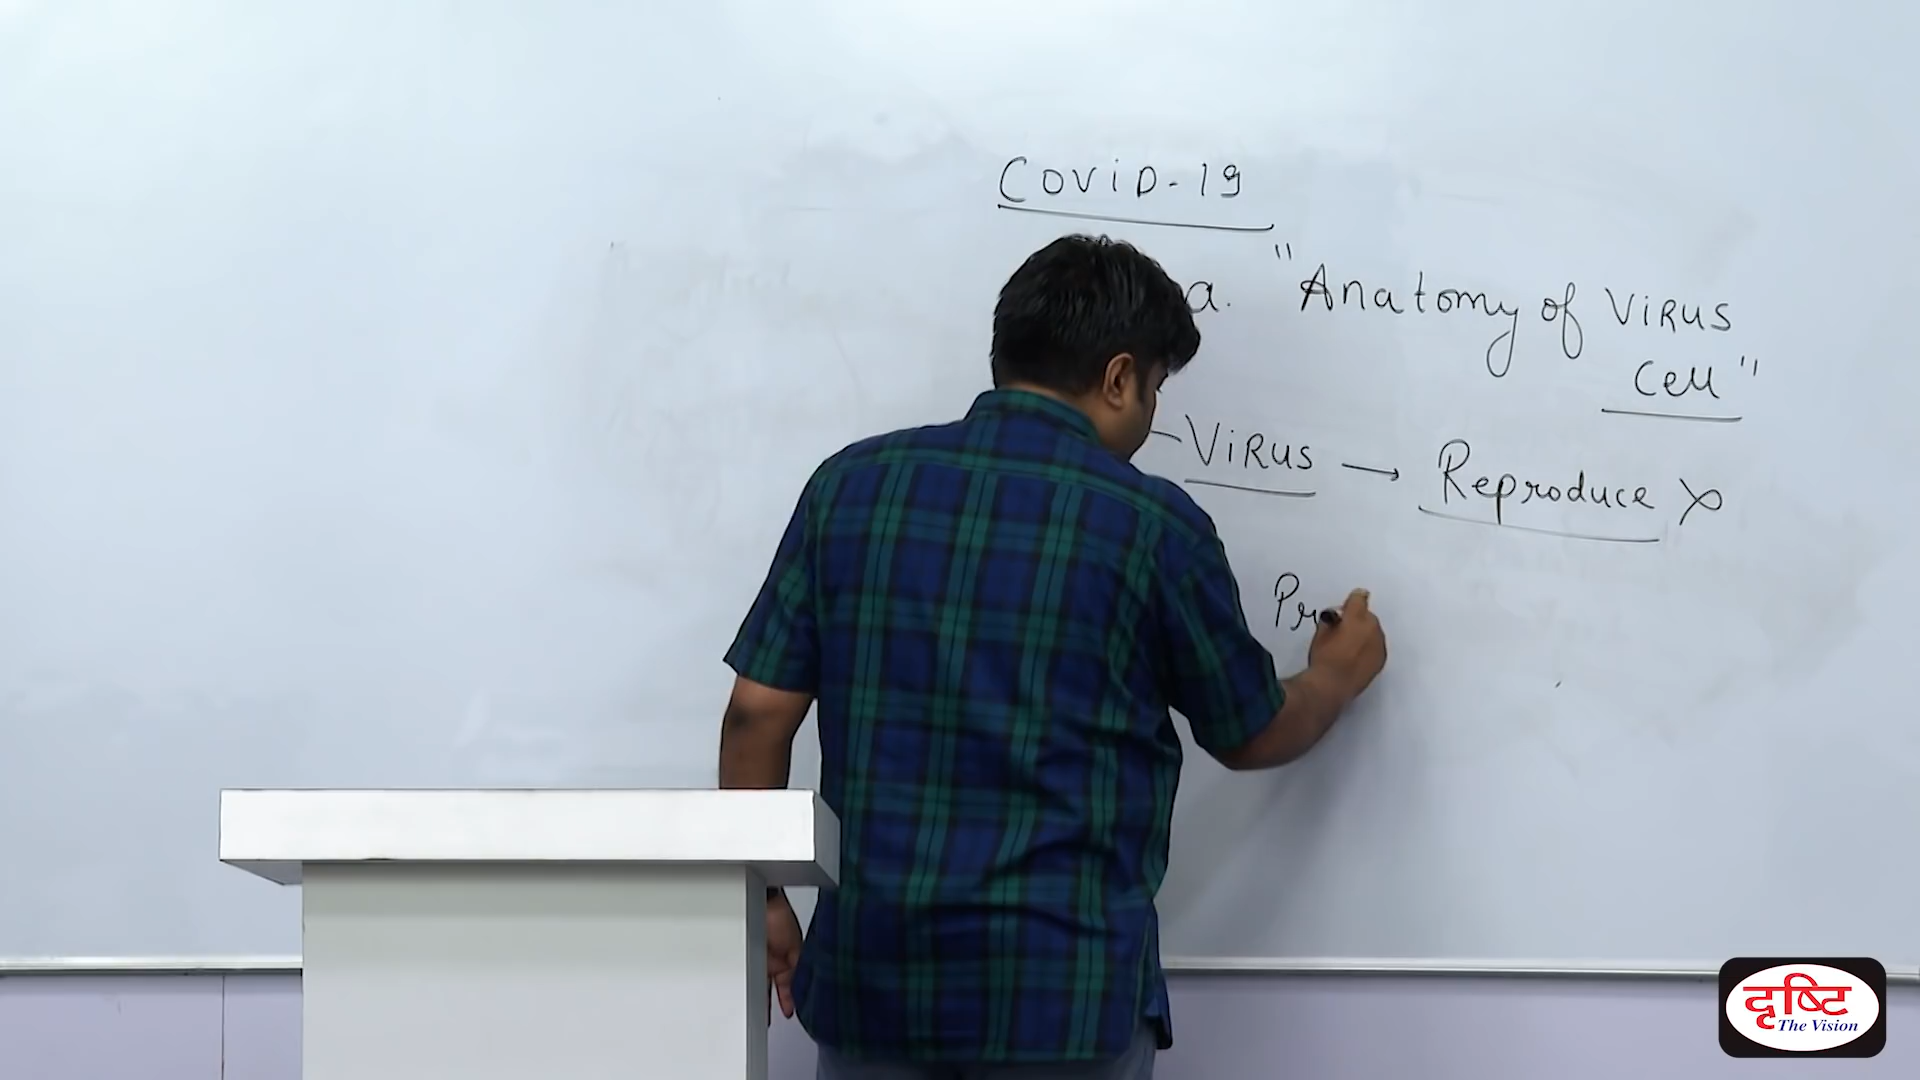 COViD-19
a. "Anatomy of ViRUS
Cell"
ViRUS → Reproduce X
दृष्टि
The Vision